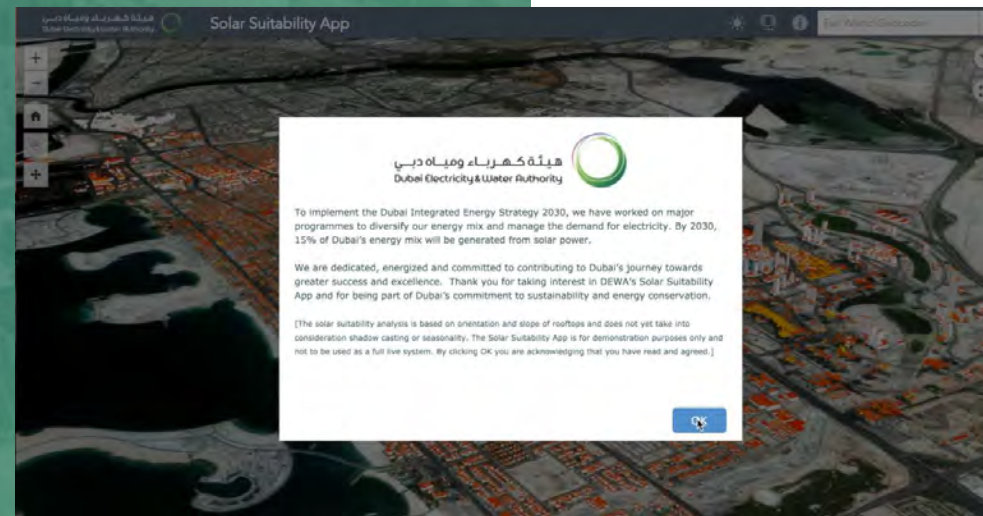 هيئة كهرباء ومياه دبي
Dubai Electricity & Water Authority
Solar Suitability App
هيئة كهرباء ومياه دبي
Dubai Electricity & Water Authority
To implement the Dubai Integrated Energy Strategy 2030, we have worked on major
programmes to diversify our energy mix and manage the demand for electricity. By 2030,
15% of Dubai's energy mix will be generated from solar power.
We are dedicated, energized and committed to contributing to Dubai's journey towards
greater success and excellence. Thank you for taking interest in DEWA's Solar Suitability
App and for being part of Dubai's commitment to sustainability and energy conservation.
[The solar suitability analysis is based on orientation and slope of rooftops and does not yet take into
consideration shadow casting or seasonality. The Solar Suitability App is for demonstration purposes only and
not to be used as a full live system. By clicking OK you are acknowledging that you have read and agreed.]
OK